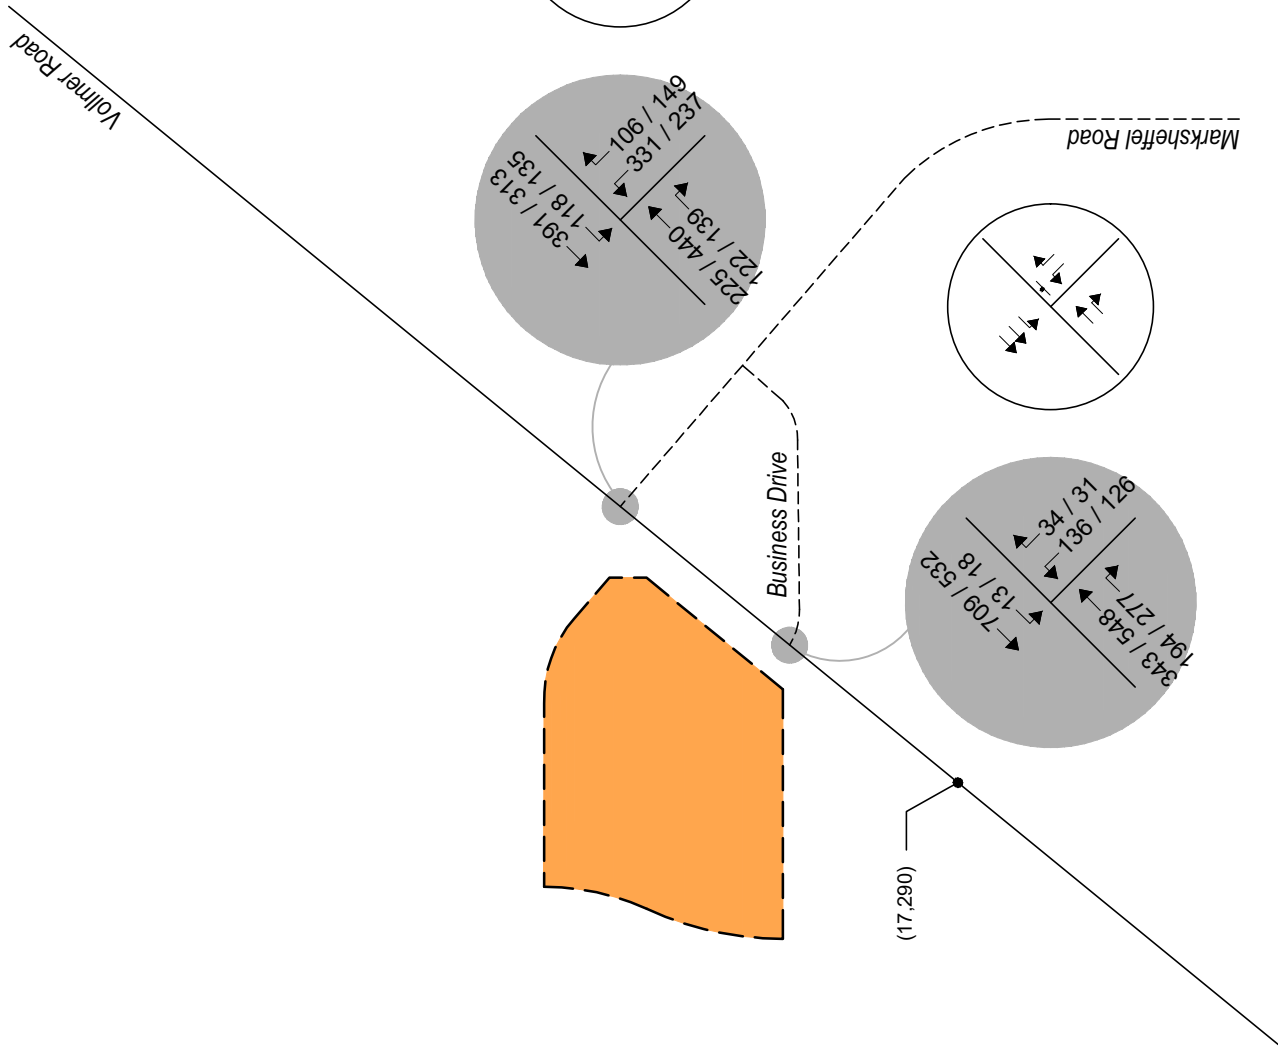 Vollmer Road
106 / 149
331 / 237
391 / 313
118 / 135
225 / 440
122 / 139
Marksheffel Road
Business Drive
34 / 31
136 / 126
709 / 532
13 / 18
343 / 548
194 / 277
(17,290)